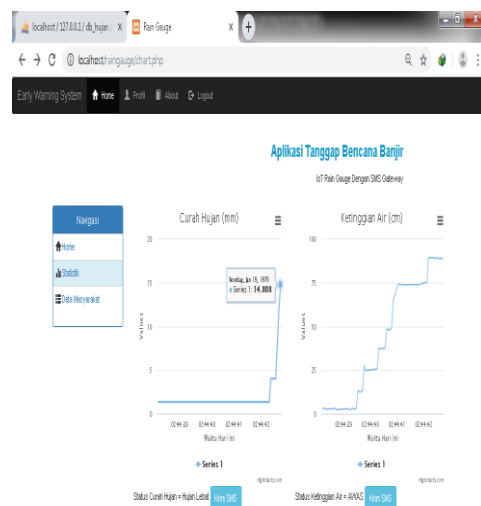 localhost / 127.0.0.1 / db_hujan /
Rain Gauge
localhost/raingauge/chart.php
Early Warning System Home Profil About Logout
Aplikasi Tanggap Bencana Banjir
IoT Rain Gauge Dengan SMS Gateway
Navigasi
Home
Statistik
Data Masyarakat
Curah Hujan (mm)
20
15
10
5
0
Values
Series 1: 14.800
02:44:42
Waktu Hari Ini
Series 1
Highcharts.com
Status Curah Hujan = Hujan Lebat Kirim SMS
Ketinggian Air (cm)
100
75
50
25
0
Values
02:44:42
Waktu Hari Ini
Series 1
Highcharts.com
Status Ketinggian Air = AWAS Kirim SMS